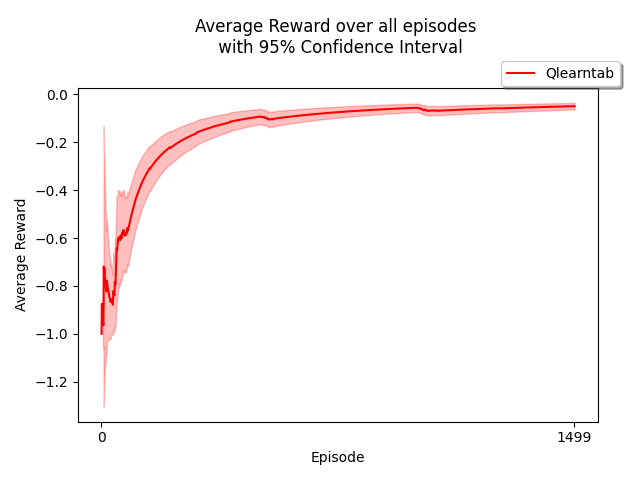 Average Reward over all episodes
with 95% Confidence Interval
Qlearntab
0.0
−0.2
−0.4
−0.6
−0.8
−1.0
−1.2
Average Reward
0
1499
Episode